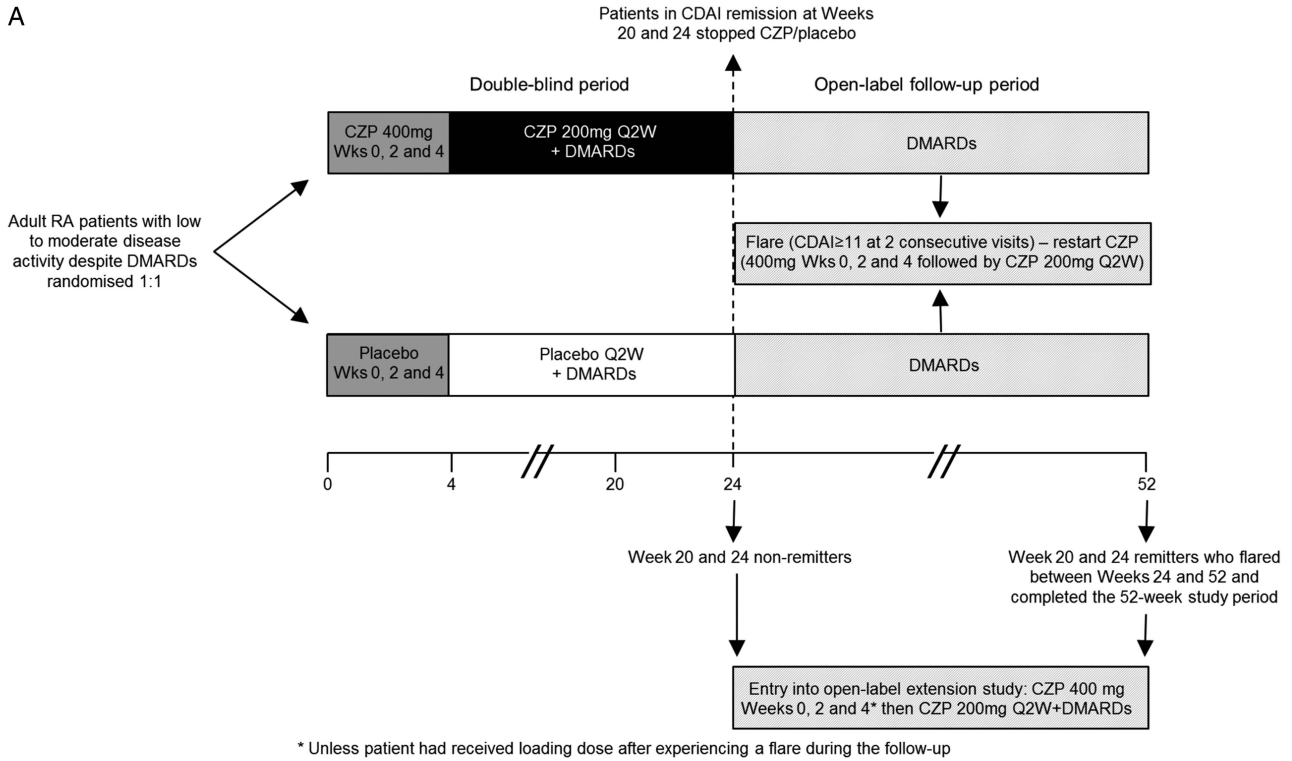 A
Patients in CDAI remission at Weeks
20 and 24 stopped CZP/placebo
Double-blind period
Open-label follow-up period
CZP 400mg
Wks 0, 2 and 4
CZP 200mg Q2W
+ DMARDs
DMARDs
Adult RA patients with low
to moderate disease
activity despite DMARDs
randomised 1:1
Flare (CDAI≥11 at 2 consecutive visits) – restart CZP
(400mg Wks 0, 2 and 4 followed by CZP 200mg Q2W)
Placebo
Wks 0, 2 and 4
Placebo Q2W
+ DMARDs
DMARDs
0
4
20
24
52
Week 20 and 24 non-remitters
Week 20 and 24 remitters who flared
between Weeks 24 and 52 and
completed the 52-week study period
Entry into open-label extension study: CZP 400 mg
Weeks 0, 2 and 4* then CZP 200mg Q2W+DMARDs
* Unless patient had received loading dose after experiencing a flare during the follow-up